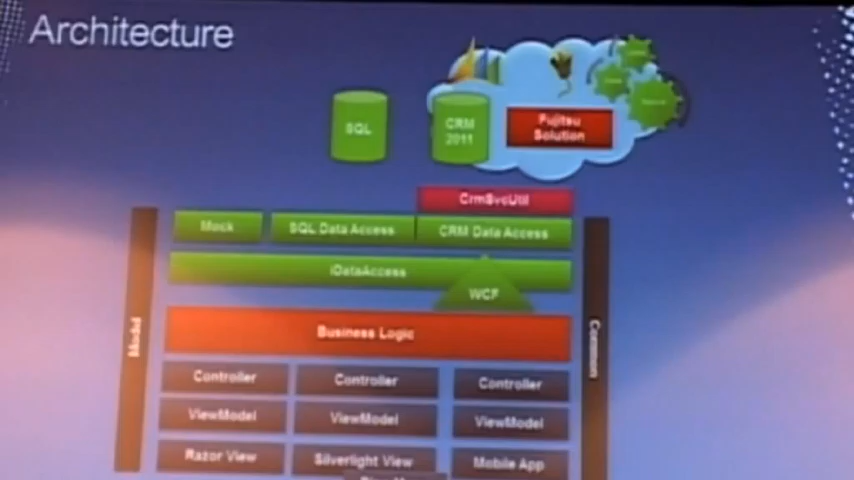 Architecture
SQL
CRM
2011
Fujitsu
Solution
CrmSvcUtil
Mock
SQL Data Access
CRM Data Access
iDataAccess
WCF
Model
Business Logic
Common
Controller
Controller
Controller
ViewModel
ViewModel
ViewModel
Razor View
Silverlight View
Mobile App